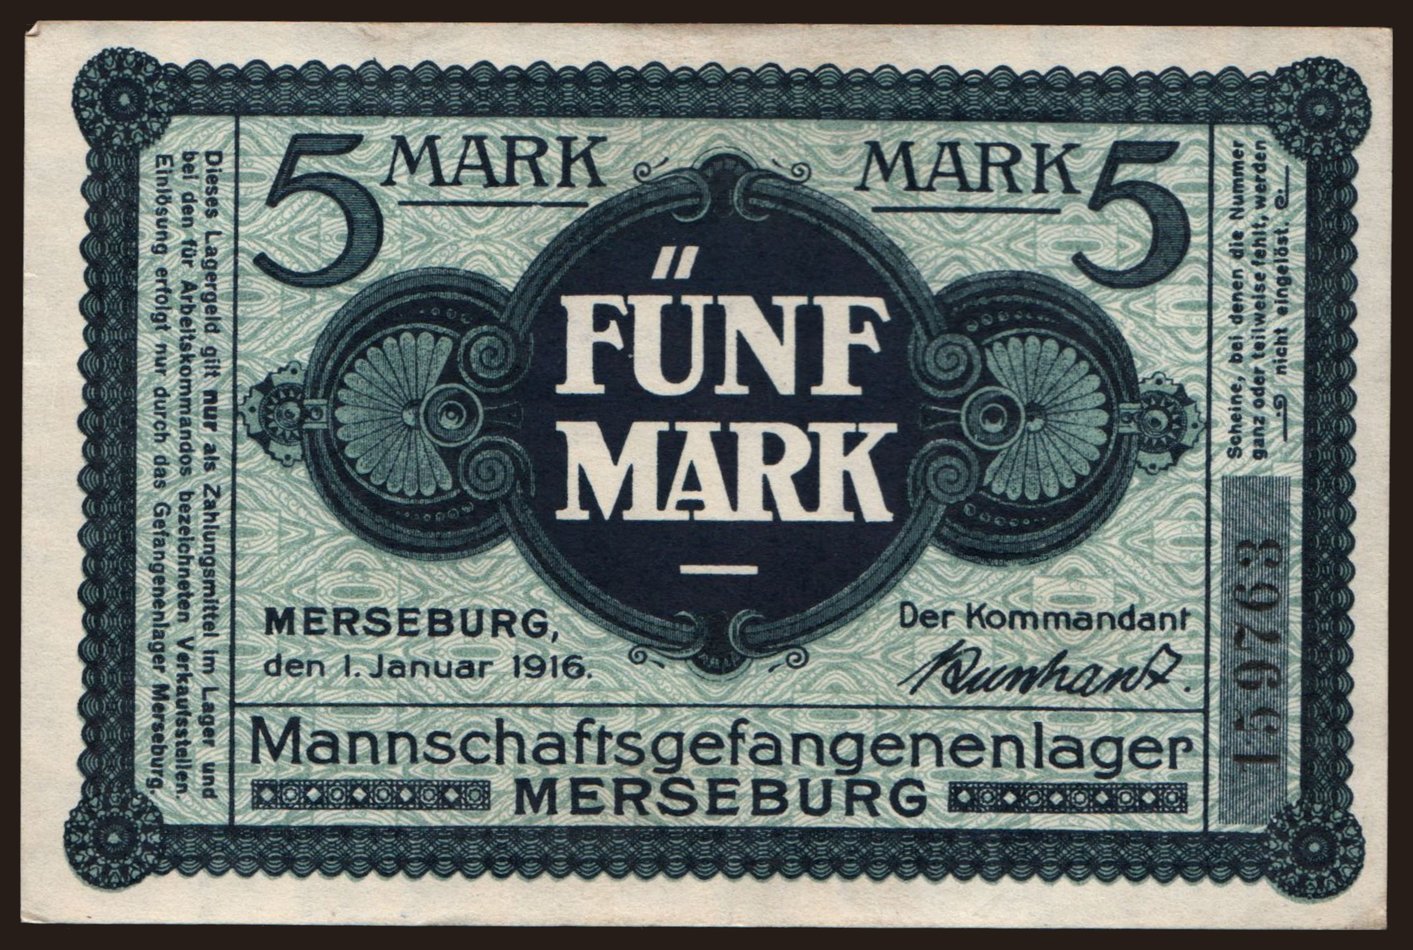 Dieses Lagergeld gilt nur als Zahlungsmittel im Lager und
bei den für Arbeitskommandos bezeichneten Verkaufsstellen.
Einlösung erfolgt nur durch das Gefangenenlager Merseburg.
5 MARK MARK 5
FÜNF
MARK
MERSEBURG,
den 1. Januar 1916.
Der Kommandant
Mannschaftsgefangenenlager
MERSEBURG
Scheine, bei denen die Nummer
ganz oder teilweise fehlt, werden
nicht eingelöst.
159763